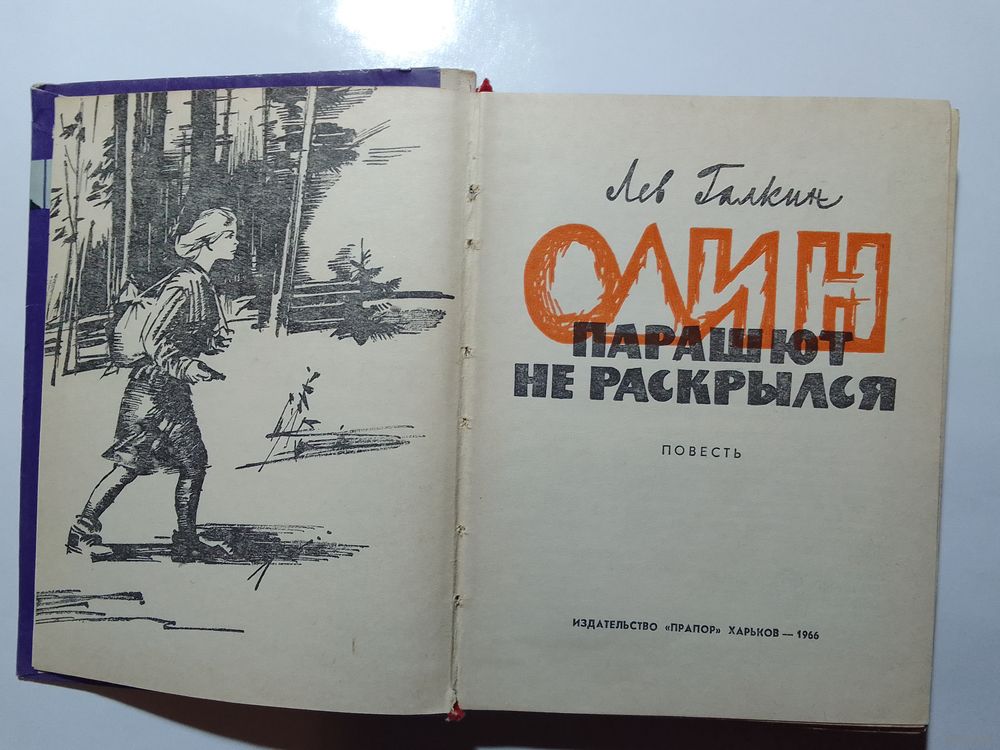 Лев Галкин
ОДИН
ПАРАШЮТ
НЕ РАСКРЫЛСЯ
ПОВЕСТЬ
ИЗДАТЕЛЬСТВО «ПРАПОР» ХАРЬКОВ — 1966